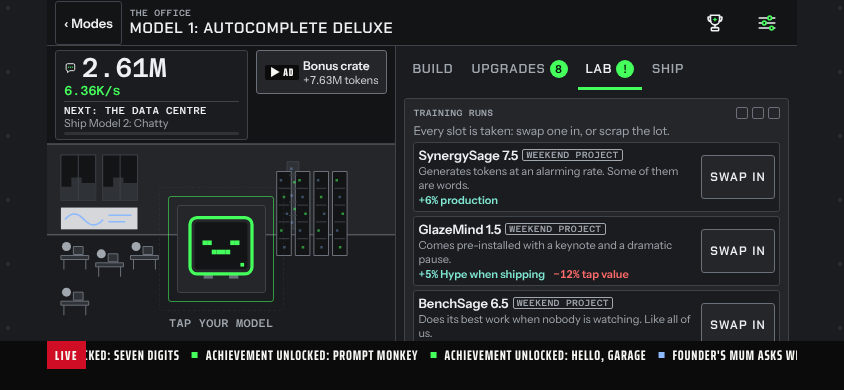 ‹ Modes
THE OFFICE
MODEL 1: AUTOCOMPLETE DELUXE
2.61M
6.36K/s
NEXT: THE DATA CENTRE
Ship Model 2: Chatty
AD
Bonus crate
+7.63M tokens
BUILD
UPGRADES 8
LAB !
SHIP
TRAINING RUNS
Every slot is taken: swap one in, or scrap the lot.
SynergySage 7.5 WEEKEND PROJECT
Generates tokens at an alarming rate. Some of them
are words.
+6% production
SWAP IN
GlazeMind 1.5 WEEKEND PROJECT
Comes pre-installed with a keynote and a dramatic
pause.
+5% Hype when shipping −12% tap value
SWAP IN
BenchSage 6.5 WEEKEND PROJECT
Does its best work when nobody is watching. Like all of
us.
SWAP IN
TAP YOUR MODEL
LIVE
CKED: SEVEN DIGITS ACHIEVEMENT UNLOCKED: PROMPT MONKEY ACHIEVEMENT UNLOCKED: HELLO, GARAGE FOUNDER'S MUM ASKS